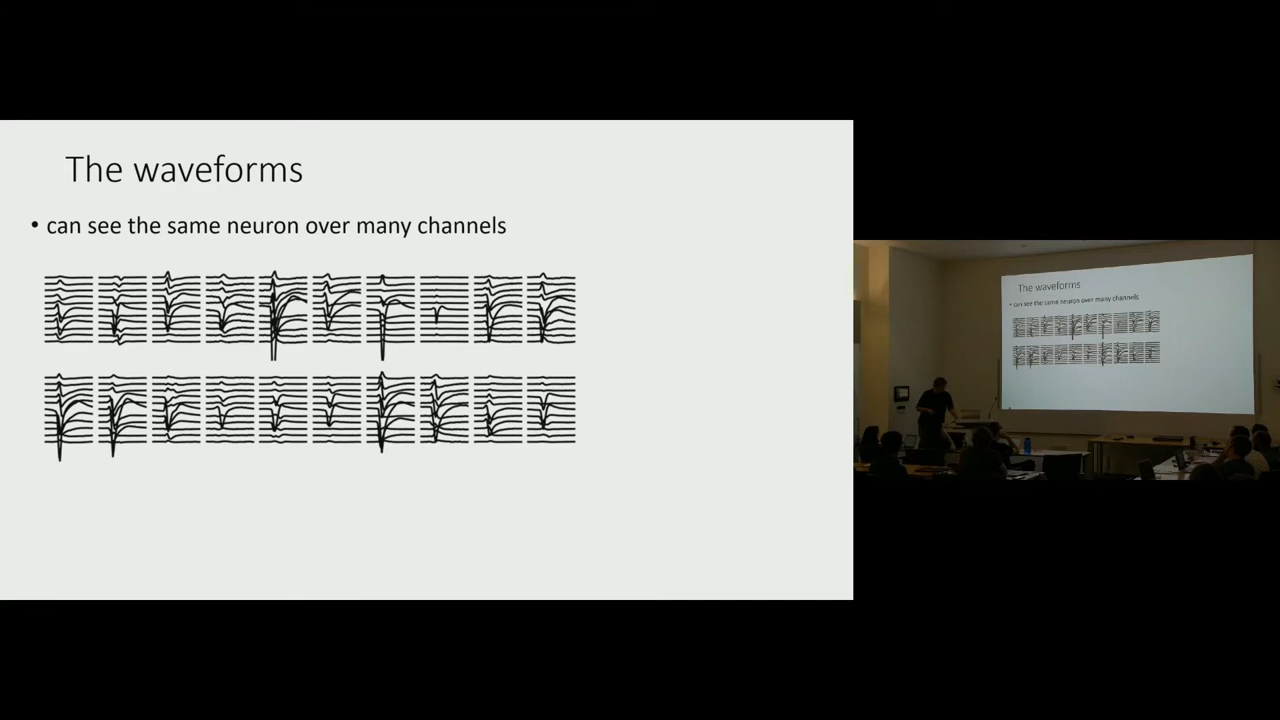 The waveforms
• can see the same neuron over many channels
The waveforms
• can see the same neuron over many channels